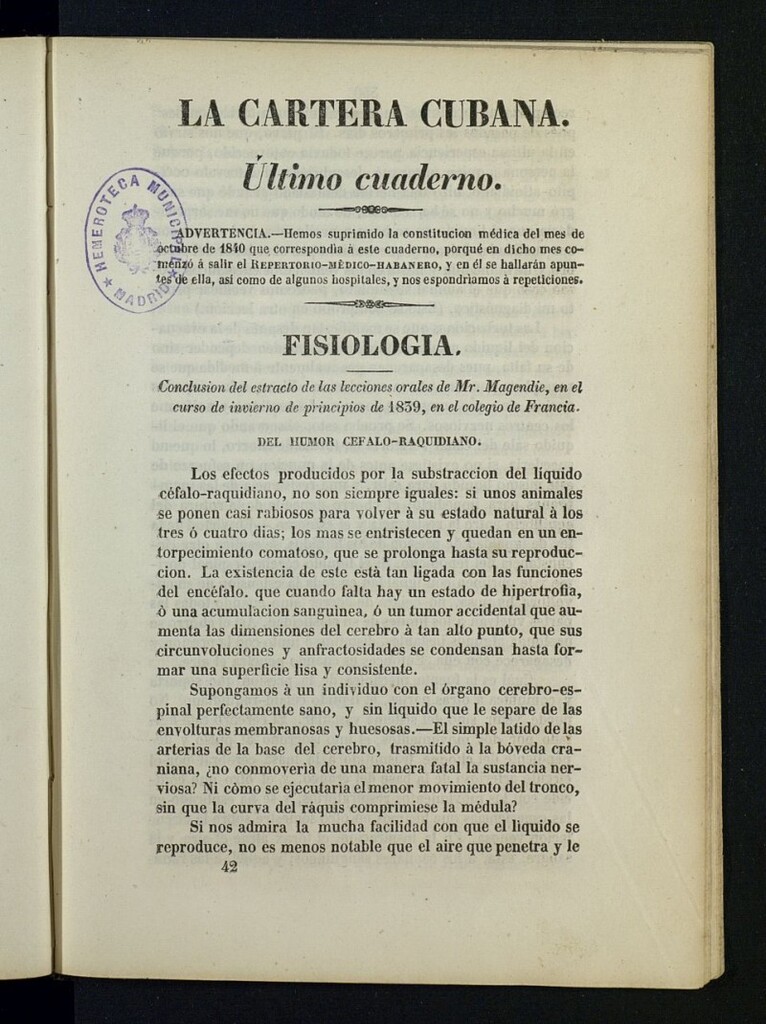 LA CARTERA CUBANA.
Último cuaderno.
HEMEROTECA MUNICIPAL
★ MADRID ★
ADVERTENCIA.—Hemos suprimido la constitucion médica del mes de
octubre de 1840 que correspondia á este cuaderno, porqué en dicho mes co-
menzó á salir el REPERTORIO-MÈDICO-HABANERO, y en él se hallarán apun-
tes de ella, asi como de algunos hospitales, y nos espondriamos à repeticiones.
FISIOLOGIA.
Conclusion del estracto de las lecciones orales de Mr. Magendie, en el
curso de invierno de principios de 1839, en el colegio de Francia.
DEL HUMOR CEFALO-RAQUIDIANO.
Los efectos producidos por la substraccion del liquido
céfalo-raquidiano, no son siempre iguales: si unos animales
se ponen casi rabiosos para volver à su estado natural à los
tres ó cuatro dias; los mas se entristecen y quedan en un en-
torpecimiento comatoso, que se prolonga hasta su reproduc-
cion. La existencia de este està tan ligada con las funciones
del encéfalo. que cuando falta hay un estado de hipertrofia,
ò una acumulacion sanguìnea, ó un tumor accidental que au-
menta las dimensiones del cerebro à tan alto punto, que sus
circunvoluciones y anfractosidades se condensan hasta for-
mar una superficie lisa y consistente.
Supongamos à un individuo con el órgano cerebro-es-
pinal perfectamente sano, y sin liquido que le separe de las
envolturas membranosas y huesosas.—El simple latido de las
arterias de la base del cerebro, trasmitido à la bòveda cra-
niana, ¿no conmoveria de una manera fatal la sustancia ner-
viosa? Ni còmo se ejecutaria el menor movimiento del tronco,
sin que la curva del ráquis comprimiese la médula?
Si nos admira la mucha facilidad con que el lìquido se
reproduce, no es menos notable que el aire que penetra y le
42